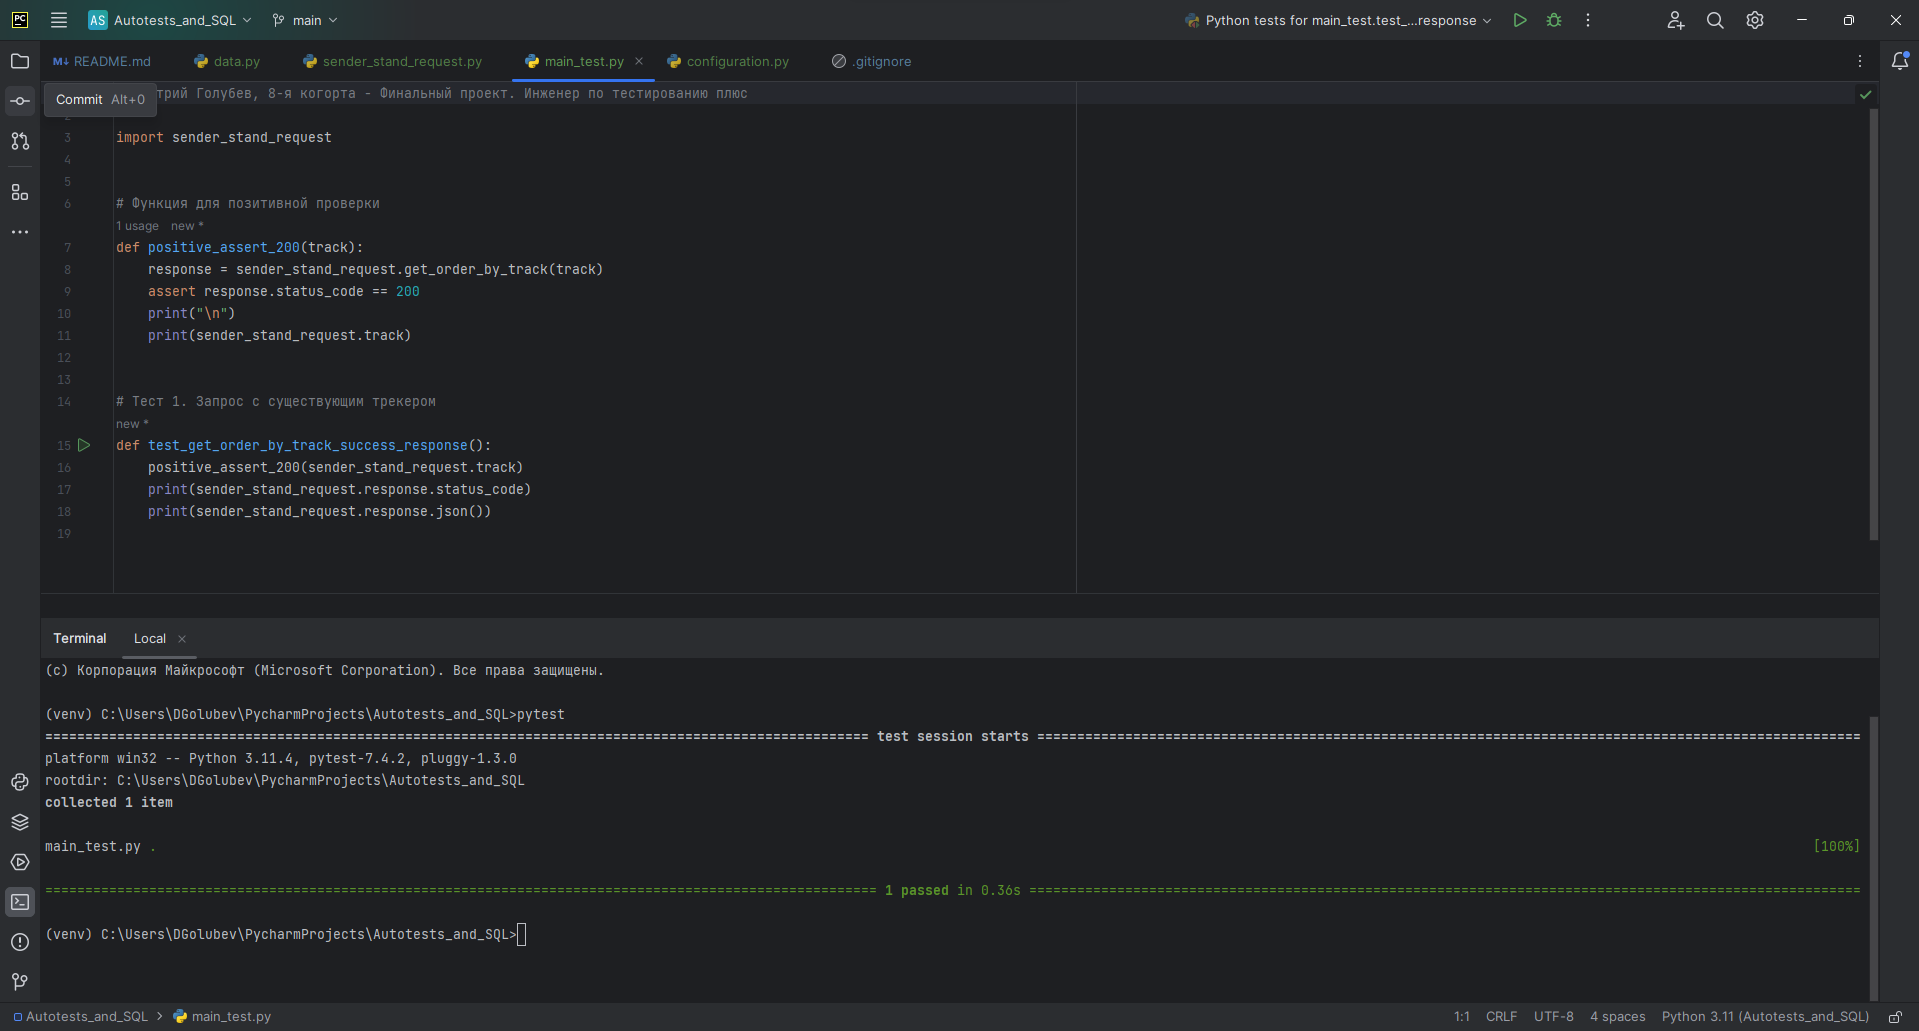 PC AS Autotests_and_SQL main Python tests for main_test.test_...response
M↓ README.md data.py sender_stand_request.py main_test.py configuration.py .gitignore
Commit Alt+0
трий Голубев, 8-я когорта - Финальный проект. Инженер по тестированию плюс
2
3 import sender_stand_request
4
5
6 # Функция для позитивной проверки
1 usage new *
7 def positive_assert_200(track):
8 response = sender_stand_request.get_order_by_track(track)
9 assert response.status_code == 200
10 print("\n")
11 print(sender_stand_request.track)
12
13
14 # Тест 1. Запрос с существующим трекером
new *
15 def test_get_order_by_track_success_response():
16 positive_assert_200(sender_stand_request.track)
17 print(sender_stand_request.response.status_code)
18 print(sender_stand_request.response.json())
19
Terminal Local
(c) Корпорация Майкрософт (Microsoft Corporation). Все права защищены.
(venv) C:\Users\DGolubev\PycharmProjects\Autotests_and_SQL>pytest
======================================================================================================= test session starts =======================================================================================================
platform win32 -- Python 3.11.4, pytest-7.4.2, pluggy-1.3.0
rootdir: C:\Users\DGolubev\PycharmProjects\Autotests_and_SQL
collected 1 item
main_test.py . [100%]
======================================================================================================== 1 passed in 0.36s ========================================================================================================
(venv) C:\Users\DGolubev\PycharmProjects\Autotests_and_SQL>
Autotests_and_SQL > main_test.py 1:1 CRLF UTF-8 4 spaces Python 3.11 (Autotests_and_SQL)